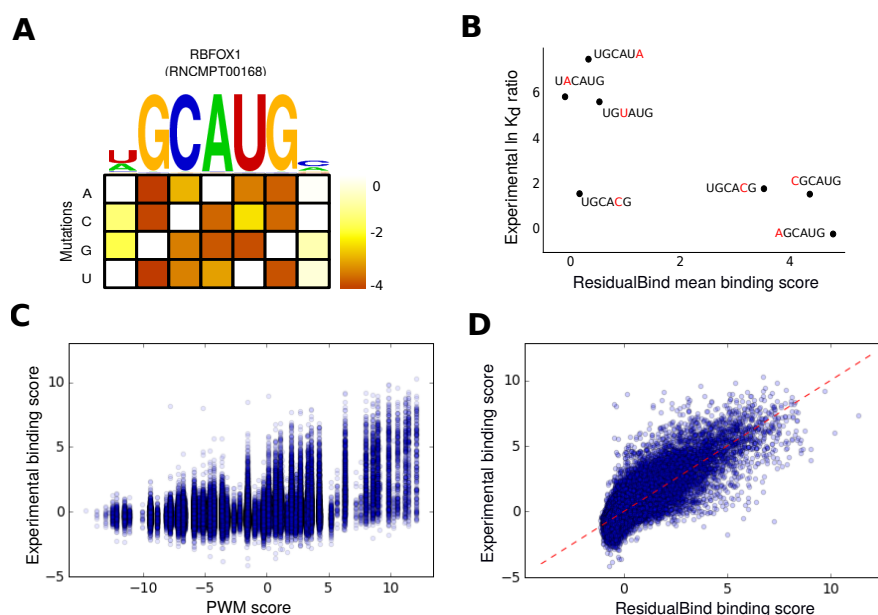 A
RBFOX1
(RNCMPT00168)
UGCAUGC
A
A
C
G
U
Mutations
0
-2
-4
B
Experimental ln Kd ratio
6
4
2
0
UGCAUA
UACAUG
UGUAUG
UGCACG
UGCACG
CGCAUG
AGCAUG
0
2
4
ResidualBind mean binding score
C
Experimental binding score
10
5
0
−5
−10
−5
0
5
10
PWM score
D
Experimental binding score
10
5
0
−5
0
5
10
ResidualBind binding score